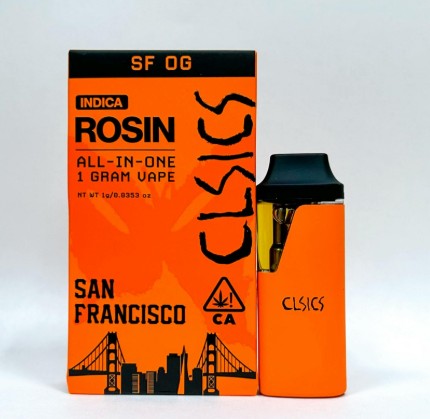 SF OG
INDICA
ROSIN
ALL-IN-ONE
1 GRAM VAPE
NT WT 1g/0.0353 oz
CLSICS
SAN
FRANCISCO
CA
CLSICS